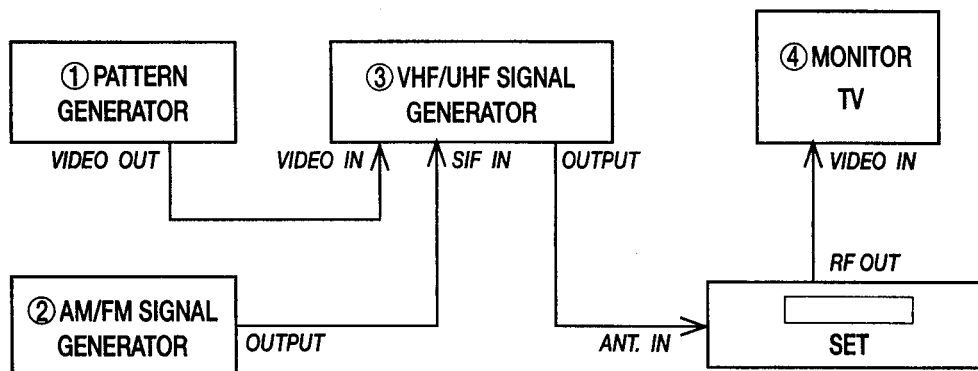 ① PATTERN
GENERATOR
③ VHF/UHF SIGNAL
GENERATOR
④ MONITOR
TV
VIDEO OUT
VIDEO IN
SIF IN
OUTPUT
VIDEO IN
RF OUT
② AM/FM SIGNAL
GENERATOR
OUTPUT
ANT. IN
SET